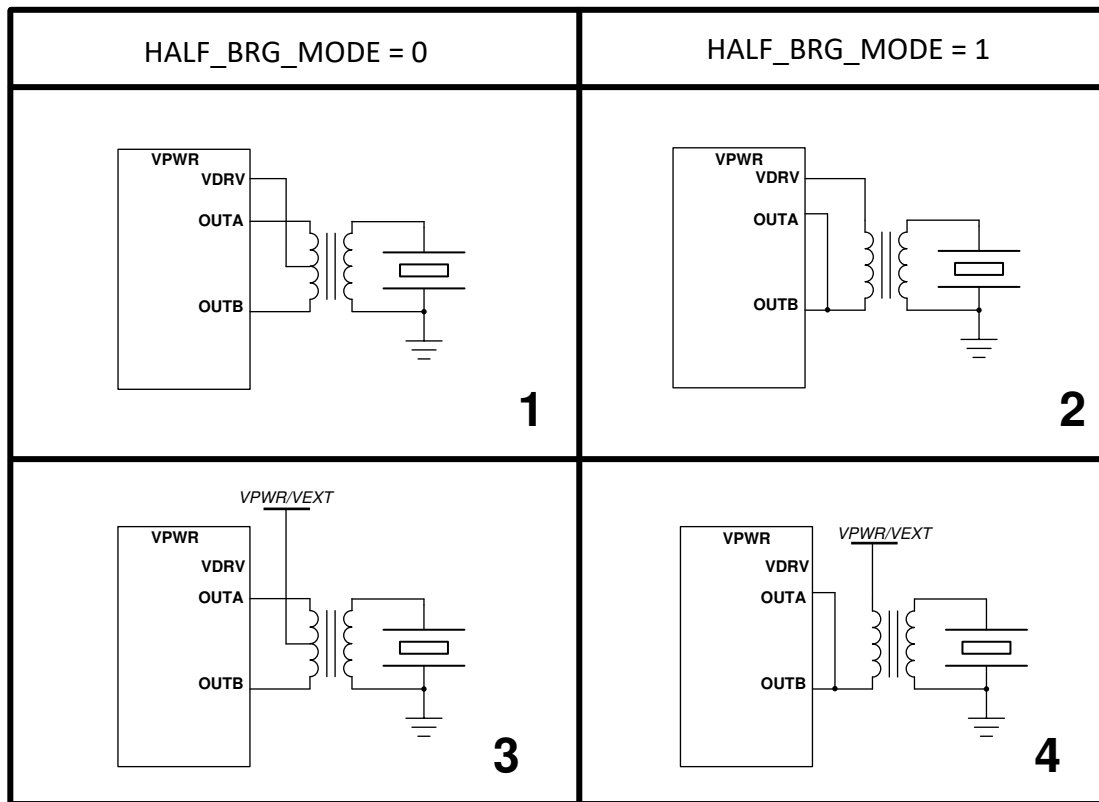 HALF_BRG_MODE = 0
HALF_BRG_MODE = 1
VPWR
VDRV
OUTA
OUTB
1
VPWR
VDRV
OUTA
OUTB
2
VPWR/VEXT
VPWR
VDRV
OUTA
OUTB
3
VPWR/VEXT
VPWR
VDRV
OUTA
OUTB
4